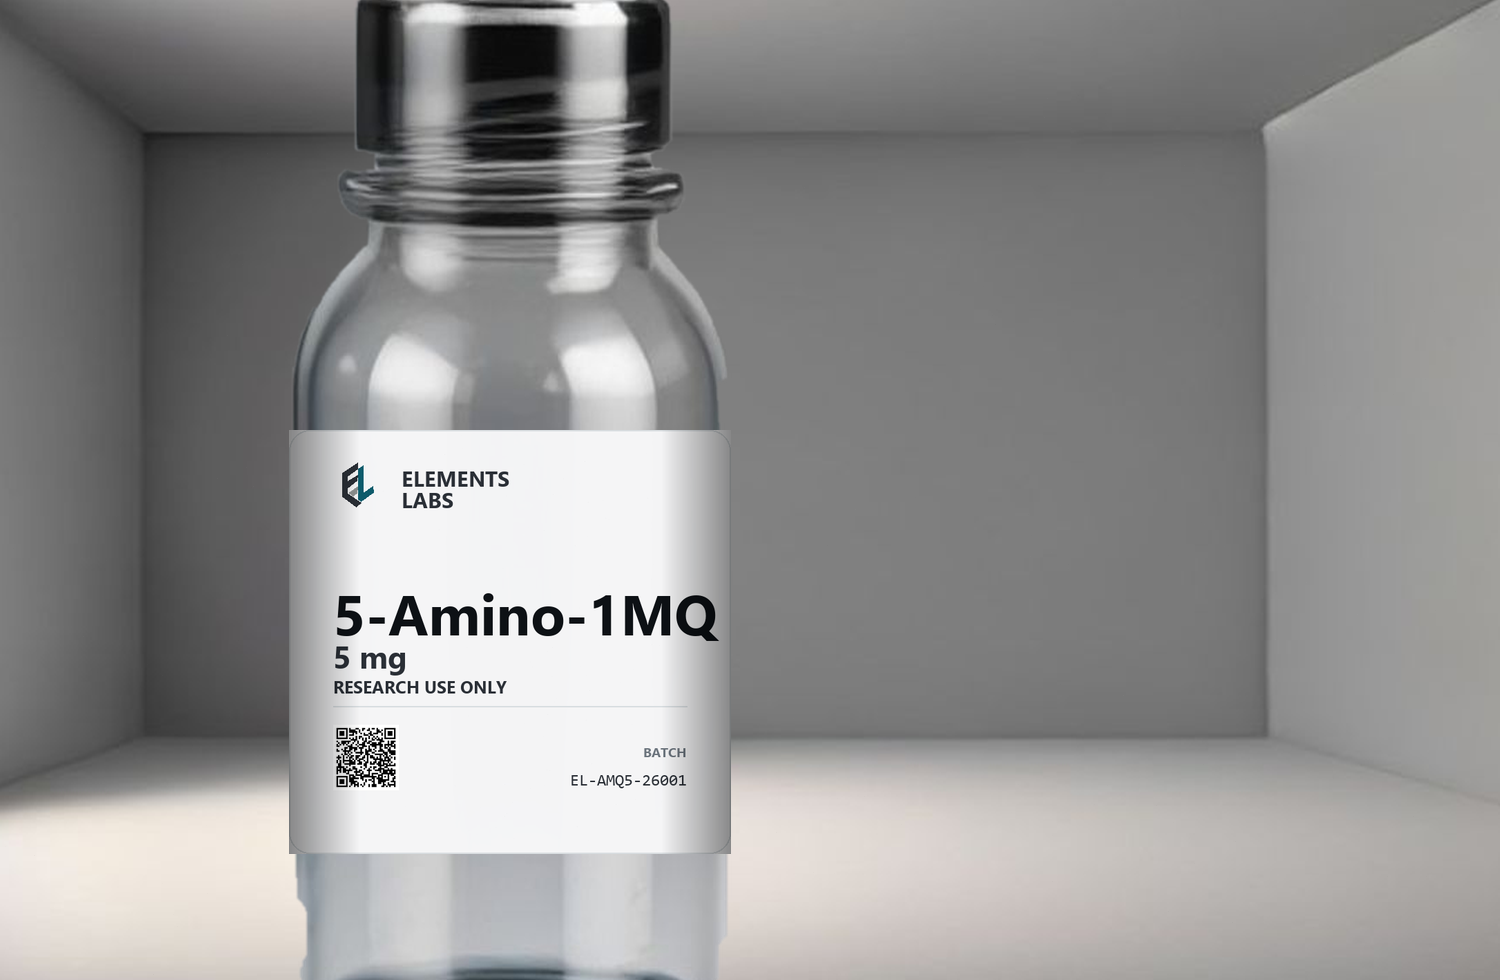 ELEMENTS
LABS
5-Amino-1MQ
5 mg
RESEARCH USE ONLY
BATCH
EL-AMQ5-26001